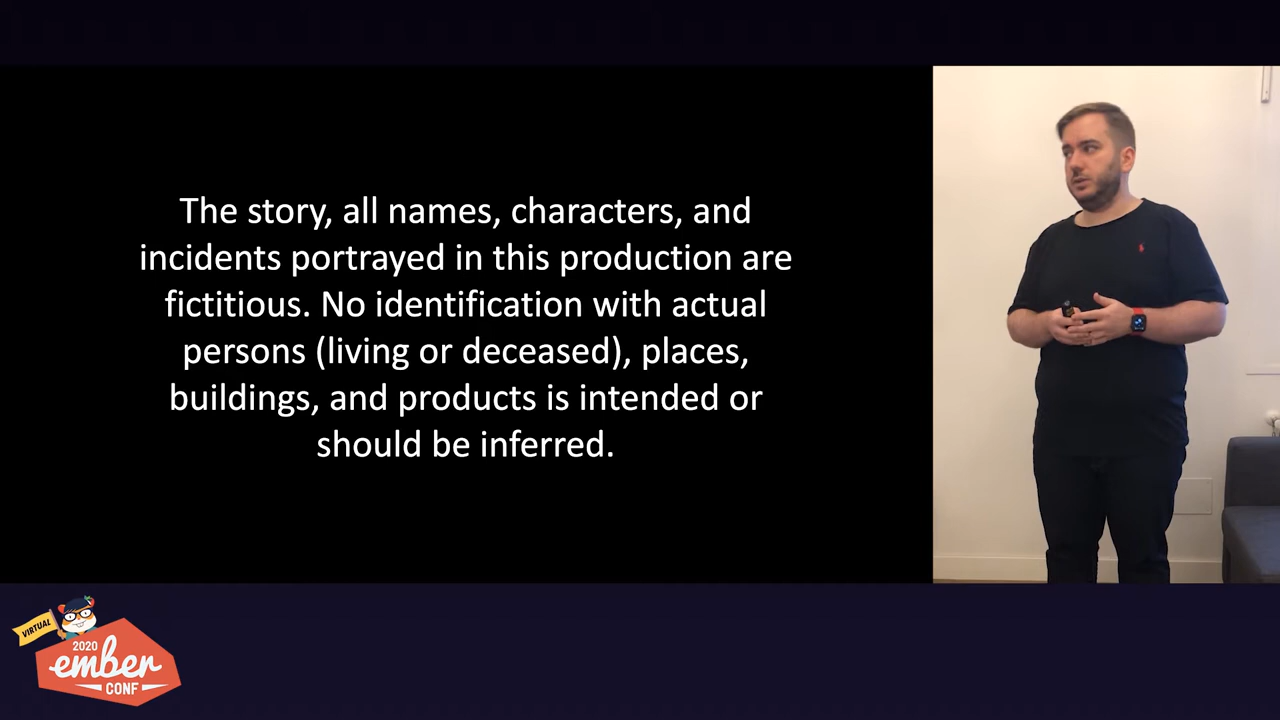 The story, all names, characters, and
incidents portrayed in this production are
fictitious. No identification with actual
persons (living or deceased), places,
buildings, and products is intended or
should be inferred.
VIRTUAL
2020
ember
CONF